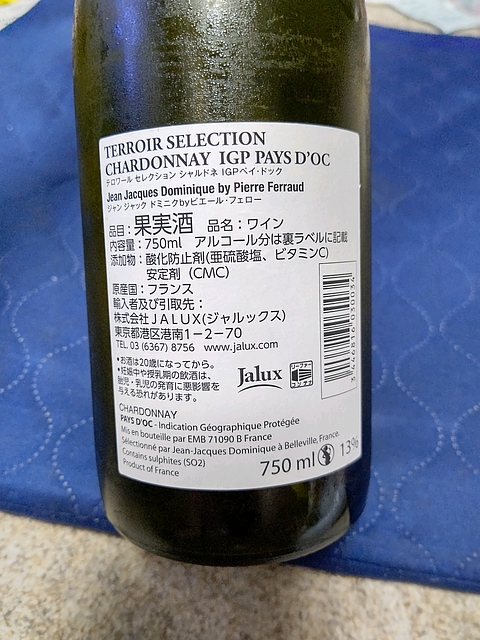 TERROIR SELECTION
CHARDONNAY IGP PAYS D'OC
テロワール セレクション シャルドネ IGPペイ・ドック
Jean Jacques Dominique by Pierre Ferraud
ジャン ジャック ドミニクbyピエール・フェロー
品目：果実酒 品名：ワイン
内容量：750ml アルコール分は裏ラベルに記載
添加物：酸化防止剤(亜硫酸塩、ビタミンC)
安定剤（CMC）
原産国：フランス
輸入者及び引取先：
株式会社JALUX(ジャルックス)
東京都港区港南1－2－70
TEL. 03 (6367) 8756 www.jalux.com
•お酒は20歳になってから。
•妊娠中や授乳期の飲酒は、
胎児・乳児の発育に悪影響を
与える恐れがあります。
Jalux
3446816030034
CHARDONNAY
PAYS D'OC - Indication Géographique Protégée
Mis en bouteille par EMB 71090 B France
Sélectionné par Jean-Jacques Dominique à Belleville, France.
Contains sulphites (SO2)
Product of France
750 ml 13%